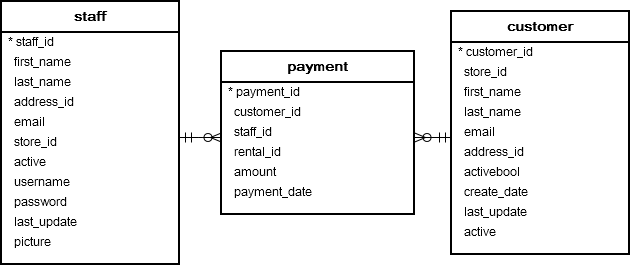 staff
* staff_id
first_name
last_name
address_id
email
store_id
active
username
password
last_update
picture
payment
* payment_id
customer_id
staff_id
rental_id
amount
payment_date
customer
* customer_id
store_id
first_name
last_name
email
address_id
activebool
create_date
last_update
active